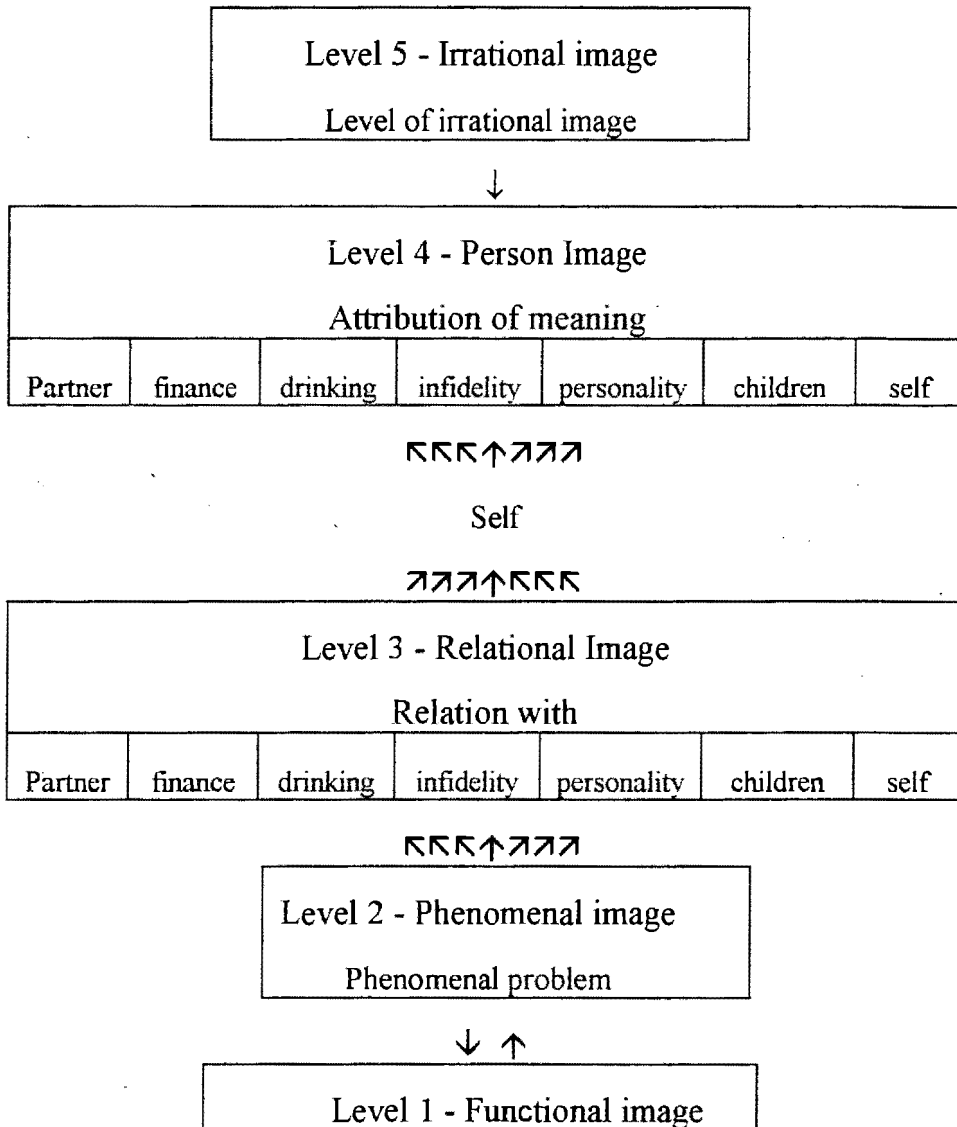 Level 5 - Irrational image
Level of irrational image
↓
Level 4 - Person Image
Attribution of meaning
Partner finance drinking infidelity personality children self
↖↖↖↑↗↗↗
Self
↗↗↗↑↖↖↖
Level 3 - Relational Image
Relation with
Partner finance drinking infidelity personality children self
↖↖↖↑↗↗↗
Level 2 - Phenomenal image
Phenomenal problem
↓ ↑
Level 1 - Functional image